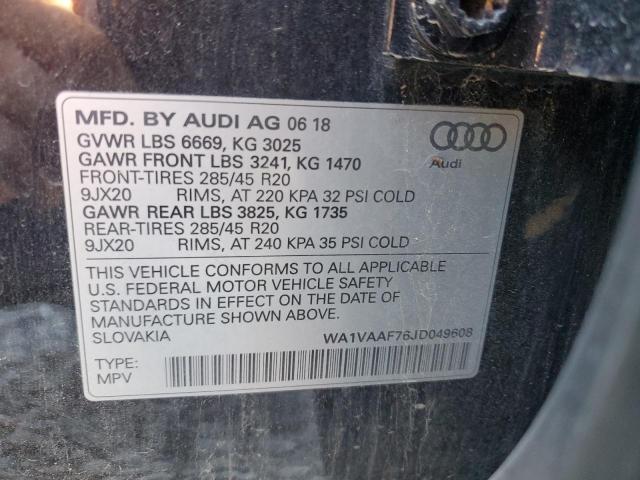 MFD. BY AUDI AG 06 18
GVWR LBS 6669, KG 3025
GAWR FRONT LBS 3241, KG 1470
FRONT-TIRES 285/45 R20
9JX20 RIMS, AT 220 KPA 32 PSI COLD
GAWR REAR LBS 3825, KG 1735
REAR-TIRES 285/45 R20
9JX20 RIMS, AT 240 KPA 35 PSI COLD
Audi
THIS VEHICLE CONFORMS TO ALL APPLICABLE
U.S. FEDERAL MOTOR VEHICLE SAFETY
STANDARDS IN EFFECT ON THE DATE OF
MANUFACTURE SHOWN ABOVE.
SLOVAKIA WA1VAAF76JD049608
TYPE:
MPV